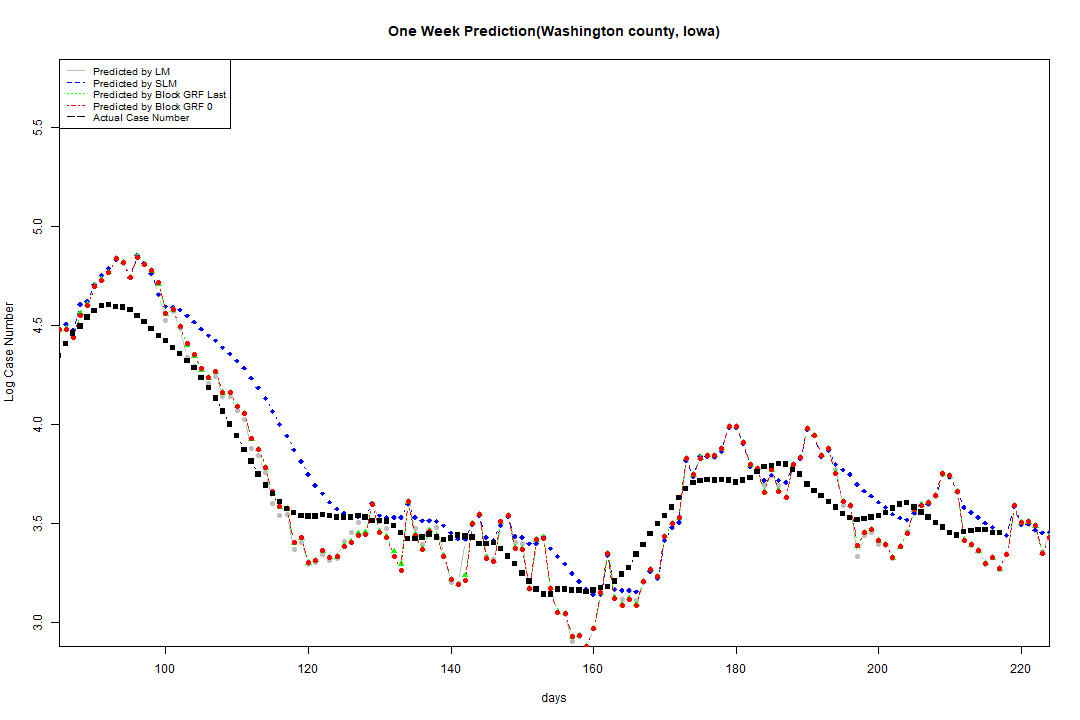 One Week Prediction(Washington county, Iowa)
Predicted by LM
Predicted by SLM
Predicted by Block GRF Last
Predicted by Block GRF 0
Actual Case Number
5.5
5.0
4.5
4.0
3.5
3.0
Log Case Number
100 120 140 160 180 200 220
days